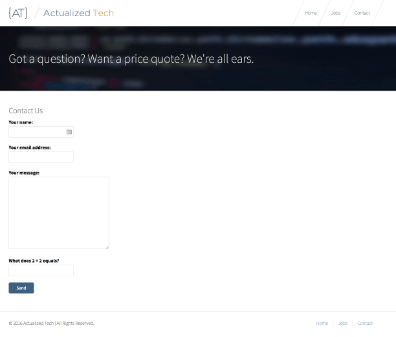 {AT} Actualized Tech
Home Jobs Contact
Got a question? Want a price quote? We're all ears.
Contact Us
Your name:
Your email address:
Your message:
What does 2 + 2 equals?
Send
© 2016 Actualized Tech | All Rights Reserved.
Home Jobs Contact